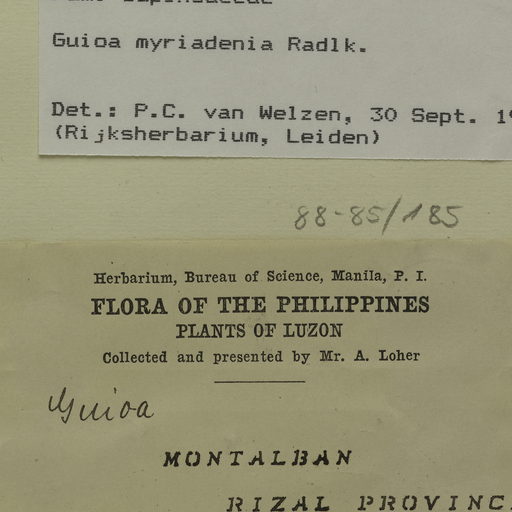 Guioa myriadenia Radlk.
Det.: P.C. van Welzen, 30 Sept.
(Rijksherbarium, Leiden)
88-85/185
Herbarium, Bureau of Science, Manila, P. I.
FLORA OF THE PHILIPPINES
PLANTS OF LUZON
Collected and presented by Mr. A. Loher
Guioa
MONTALBAN
RIZAL PROVINC